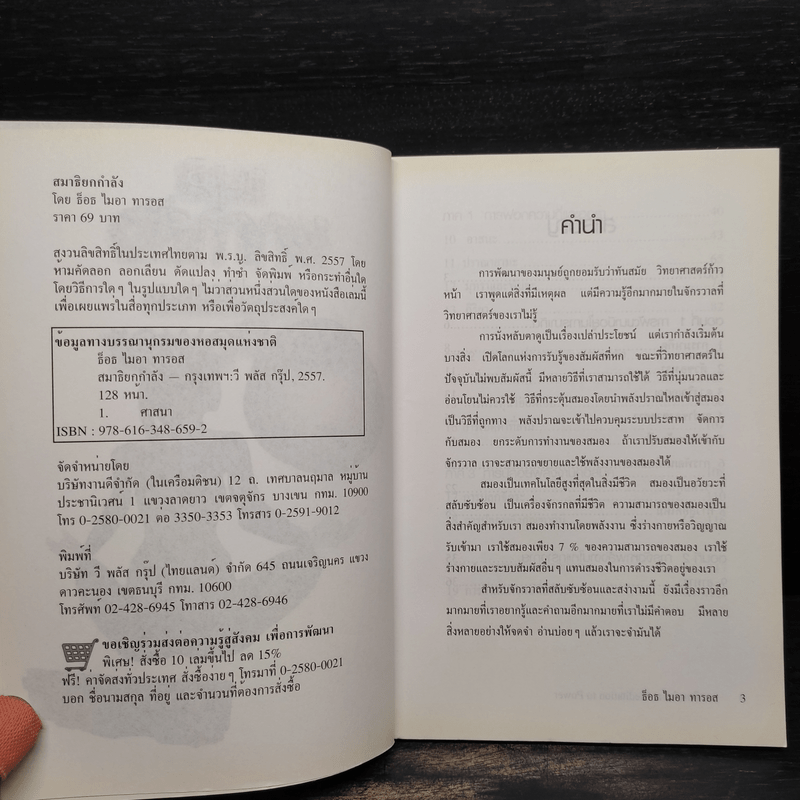 สมาธิยกกำลัง
โดย ธ็อธ ไมอา ทารอส
ราคา 69 บาท
สงวนลิขสิทธิ์ในประเทศไทยตาม พ.ร.บ. ลิขสิทธิ์ พ.ศ. 2557 โดย
ห้ามคัดลอก ลอกเลียน ดัดแปลง ทำซ้ำ จัดพิมพ์ หรือกระทำอื่นใด
โดยวิธีการใดๆ ในรูปแบบใดๆ ไม่ว่าส่วนหนึ่งส่วนใดของหนังสือเล่มนี้
เพื่อเผยแพร่ในสื่อทุกประเภท หรือเพื่อวัตถุประสงค์ใดๆ
ข้อมูลทางบรรณานุกรมของหอสมุดแห่งชาติ
ธ็อธ ไมอา ทารอส
สมาธิยกกำลัง — กรุงเทพฯ:วี พลัส กรุ๊ป, 2557.
128 หน้า.
1. ศาสนา
ISBN : 978-616-348-659-2
จัดจำหน่ายโดย
บริษัทงานดีจำกัด (ในเครือมติชน) 12 ถ. เทศบาลนฤมาล หมู่บ้าน
ประชานิเวศน์ 1 แขวงลาดยาว เขตจตุจักร บางเขน กทม. 10900
โทร 0-2580-0021 ต่อ 3350-3353 โทรสาร 0-2591-9012
พิมพ์ที่
บริษัท วี พลัส กรุ๊ป (ไทยแลนด์) จำกัด 645 ถนนเจริญนคร แขวง
ดาวคะนอง เขตธนบุรี กทม. 10600
โทรศัพท์ 02-428-6945 โทาสาร 02-428-6946
ขอเชิญร่วมส่งต่อความรู้สู่สังคม เพื่อการพัฒนา
พิเศษ! สั่งซื้อ 10 เล่มขึ้นไป ลด 15%
ฟรี! ค่าจัดส่งทั่วประเทศ สั่งซื้อง่ายๆ โทรมาที่ 0-2580-0021
บอก ชื่อนามสกุล ที่อยู่ และจำนวนที่ต้องการสั่งซื้อ
คำนำ
การพัฒนาของมนุษย์ถูกยอมรับว่าทันสมัย วิทยาศาสตร์ก้าว
หน้า เราพูดแต่สิ่งที่มีเหตุผล แต่มีความรู้อีกมากมายในจักรวาลที่
วิทยาศาสตร์ของเราไม่รู้
การนั่งหลับตาดูเป็นเรื่องเปล่าประโยชน์ แต่เรากำลังเริ่มต้น
บางสิ่ง เปิดโลกแห่งการรับรู้ของสัมผัสที่หก ขณะที่วิทยาศาสตร์ใน
ปัจจุบันไม่พบสัมผัสนี้ มีหลายวิธีที่เราสามารถใช้ได้ วิธีที่นุ่มนวลและ
อ่อนโยนไม่ควรใช้ วิธีที่กระตุ้นสมองโดยนำพลังปราณไหลเข้าสู่สมอง
เป็นวิธีที่ถูกทาง พลังปราณจะเข้าไปควบคุมระบบประสาท จัดการ
กับสมอง ยกระดับการทำงานของสมอง ถ้าเราปรับสมองให้เข้ากับ
จักรวาล เราจะสามารถขยายและใช้พลังงานของสมองได้
สมองเป็นเทคโนโลยีสูงที่สุดในสิ่งมีชีวิต สมองเป็นอวัยวะที่
สลับซับซ้อน เป็นเครื่องจักรกลที่มีชีวิต ความสามารถของสมองเป็น
สิ่งสำคัญสำหรับเรา สมองทำงานโดยพลังงาน ซึ่งร่างกายหรือวิญญาณ
รับเข้ามา เราใช้สมองเพียง 7 % ของความสามารถของสมอง เราใช้
ร่างกายและระบบสัมผัสอื่นๆ แทนสมองในการดำรงชีวิตอยู่ของเรา
สำหรับจักรวาลที่สลับซับซ้อนและสง่างามนี้ ยังมีเรื่องราวอีก
มากมายที่เราอยากรู้และคำถามอีกมากมายที่เราไม่มีคำตอบ มีหลาย
สิ่งหลายอย่างให้จดจำ อ่านบ่อยๆ แล้วเราจะจำมันได้
ธ็อธ ไมอา ทารอส 3